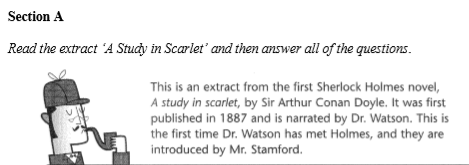 Section A
Read the extract ‘A Study in Scarlet’ and then answer all of the questions.
This is an extract from the first Sherlock Holmes novel,
A study in scarlet, by Sir Arthur Conan Doyle. It was first
published in 1887 and is narrated by Dr. Watson. This is
the first time Dr. Watson has met Holmes, and they are
introduced by Mr. Stamford.